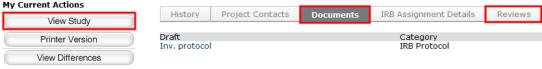 My Current Actions
View Study
Printer Version
View Differences
History Project Contacts Documents IRB Assignment Details Reviews
Draft Category
Inv. protocol IRB Protocol